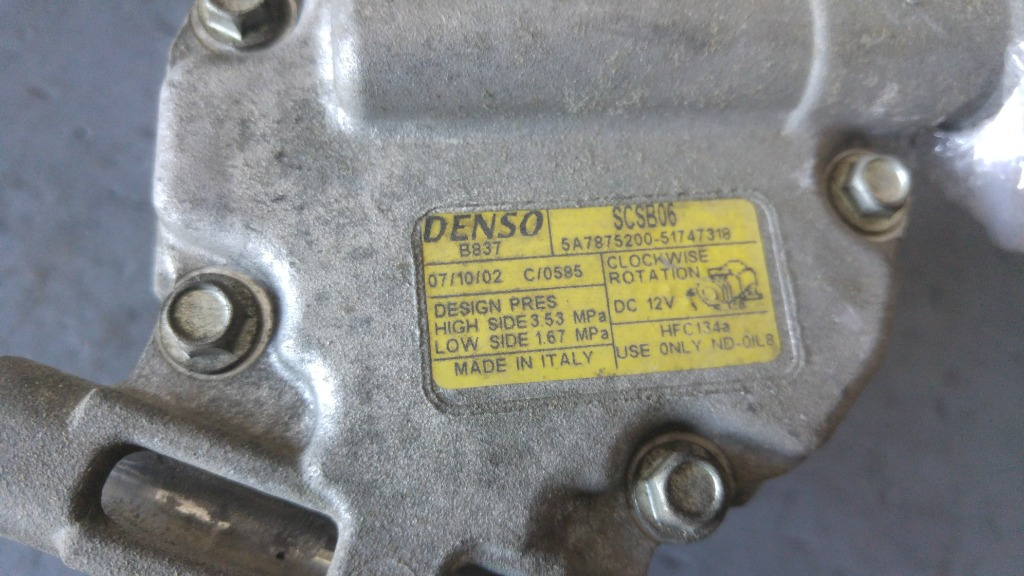 DENSO
B837
SCSB06
5A7875200-51747318
07/10/02 C/0585
CLOCKWISE
ROTATION
DC 12V
DESIGN PRES
HIGH SIDE 3.53 MPa
LOW SIDE 1.67 MPa
HFC134a
USE ONLY ND-OIL8
MADE IN ITALY